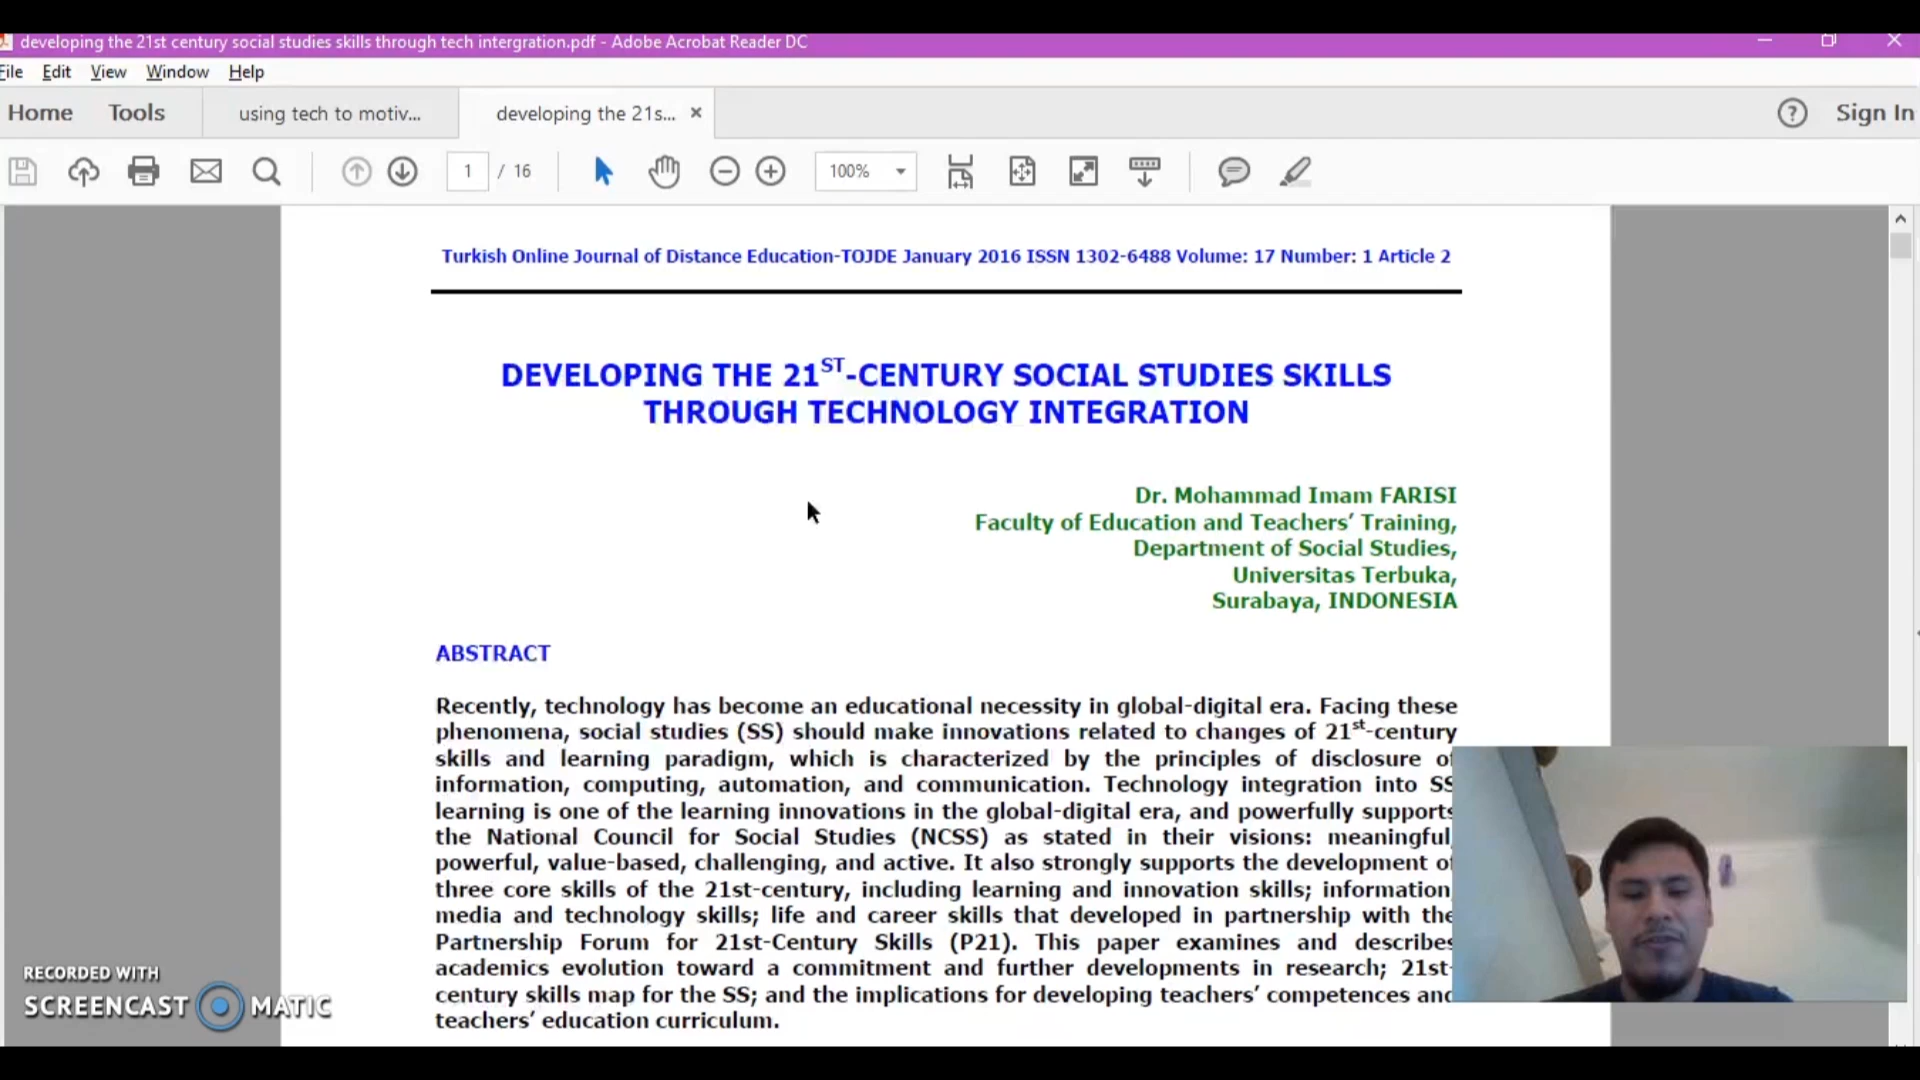 developing the 21st century social studies skills through tech intergration.pdf - Adobe Acrobat Reader DC
File Edit View Window Help
Home Tools using tech to motiv... developing the 21s... × ? Sign In
1 / 16 100%
Turkish Online Journal of Distance Education-TOJDE January 2016 ISSN 1302-6488 Volume: 17 Number: 1 Article 2
DEVELOPING THE 21ST-CENTURY SOCIAL STUDIES SKILLS
THROUGH TECHNOLOGY INTEGRATION
Dr. Mohammad Imam FARISI
Faculty of Education and Teachers’ Training,
Department of Social Studies,
Universitas Terbuka,
Surabaya, INDONESIA
ABSTRACT
Recently, technology has become an educational necessity in global-digital era. Facing these
phenomena, social studies (SS) should make innovations related to changes of 21st-century
skills and learning paradigm, which is characterized by the principles of disclosure of
information, computing, automation, and communication. Technology integration into SS
learning is one of the learning innovations in the global-digital era, and powerfully supports
the National Council for Social Studies (NCSS) as stated in their visions: meaningful,
powerful, value-based, challenging, and active. It also strongly supports the development of
three core skills of the 21st-century, including learning and innovation skills; information,
media and technology skills; life and career skills that developed in partnership with the
Partnership Forum for 21st-Century Skills (P21). This paper examines and describes
academics evolution toward a commitment and further developments in research; 21st-
century skills map for the SS; and the implications for developing teachers’ competences and
teachers’ education curriculum.
RECORDED WITH
SCREENCAST MATIC